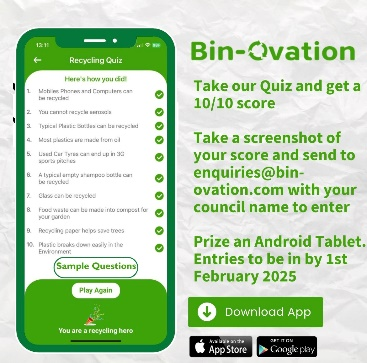 13:11
Recycling Quiz
Here's how you did!
1. Mobiles Phones and Computers can
be recycled
2. You cannot recycle aerosols
3. Typical Plastic Bottles can be recycled
4. Most plastics are made from oil
5. Used Car Tyres can end up in 3G
sports pitches
6. A typical empty shampoo bottle can
be recycled
7. Glass can be recycled
8. Food waste can be made into compost for
your garden
9. Recycling paper helps save trees
10. Plastic breaks down easily in the
Environment
Sample Questions
Play Again
You are a recycling hero
Bin-Ovation
Take our Quiz and get a
10/10 score
Take a screenshot of
your score and send to
enquiries@bin-
ovation.com with your
council name to enter
Prize an Android Tablet.
Entries to be in by 1st
February 2025
Download App
Available on the
App Store
GET IT ON
Google play